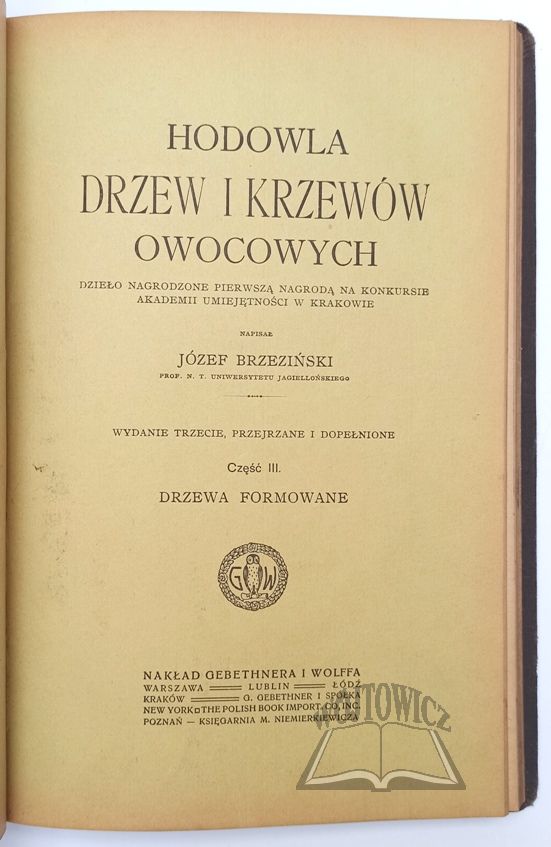 HODOWLA
DRZEW I KRZEWÓW
OWOCOWYCH
DZIEŁO NAGRODZONE PIERWSZĄ NAGRODĄ NA KONKURSIE
AKADEMII UMIEJĘTNOŚCI W KRAKOWIE
NAPISAŁ
JÓZEF BRZEZIŃSKI
PROF. N. T. UNIWERSYTETU JAGIELLOŃSKIEGO
WYDANIE TRZECIE, PRZEJRZANE I DOPEŁNIONE
Część III.
DRZEWA FORMOWANE
G W
NAKŁAD GEBETHNERA I WOLFFA
WARSZAWA LUBLIN ŁÓDŹ
KRAKÓW G. GEBETHNER I SPÓŁKA
NEW YORK THE POLISH BOOK IMPORT. CO, INC.
POZNAŃ — KSIĘGARNIA M. NIEMIERKIEWICZA
WÓJTOWICZ